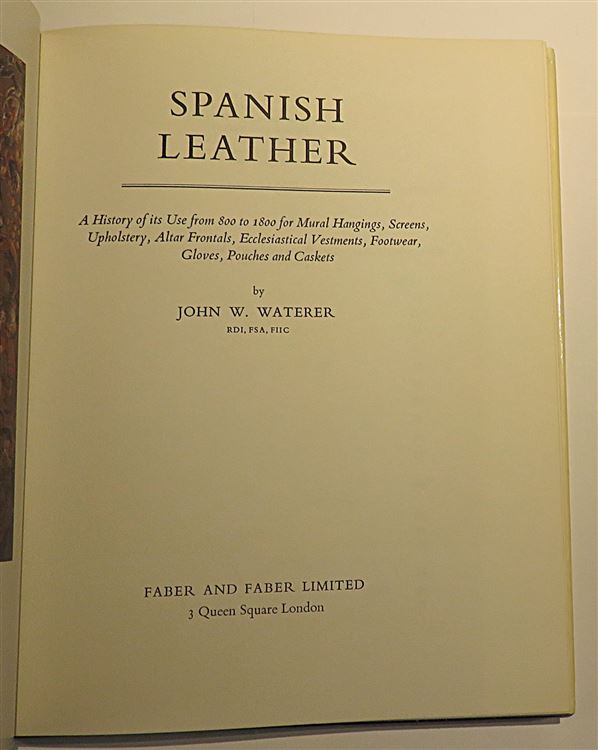 SPANISH
LEATHER
A History of its Use from 800 to 1800 for Mural Hangings, Screens,
Upholstery, Altar Frontals, Ecclesiastical Vestments, Footwear,
Gloves, Pouches and Caskets
by
JOHN W. WATERER
RDI, FSA, FIIC
FABER AND FABER LIMITED
3 Queen Square London